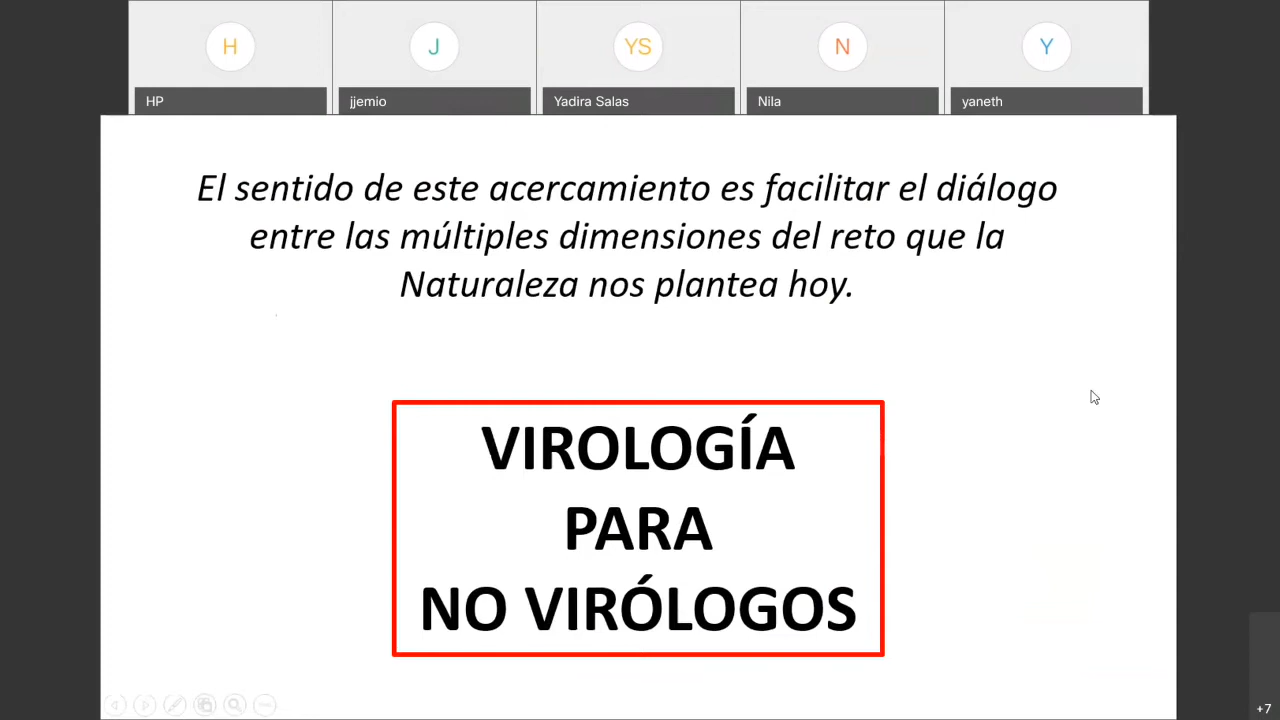 H
J
YS
N
Y
HP
jjemio
Yadira Salas
Nila
yaneth
El sentido de este acercamiento es facilitar el diálogo
entre las múltiples dimensiones del reto que la
Naturaleza nos plantea hoy.
VIROLOGÍA
PARA
NO VIRÓLOGOS
+7